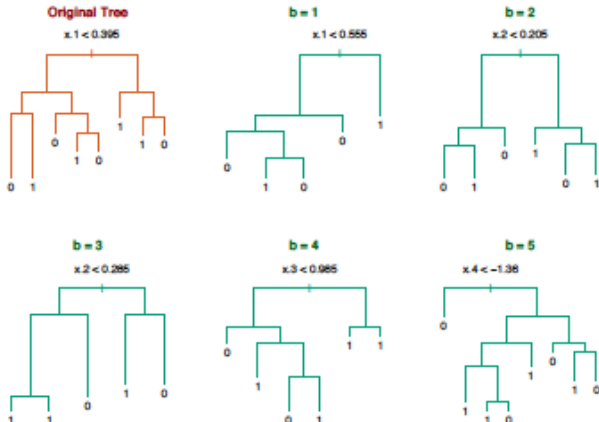 Original Tree
x.1 < 0.395
0 1
0
1 0
1
1 0
b = 1
x.1 < 0.555
0
1 0
0
1
b = 2
x.2 < 0.205
0 1
0
1
0 1
b = 3
x.2 < 0.285
1 1
0
1 0
b = 4
x.3 < 0.985
0
1
0 1
1 1
b = 5
x.4 < −1.36
0
1
1 0
1
0
1 0